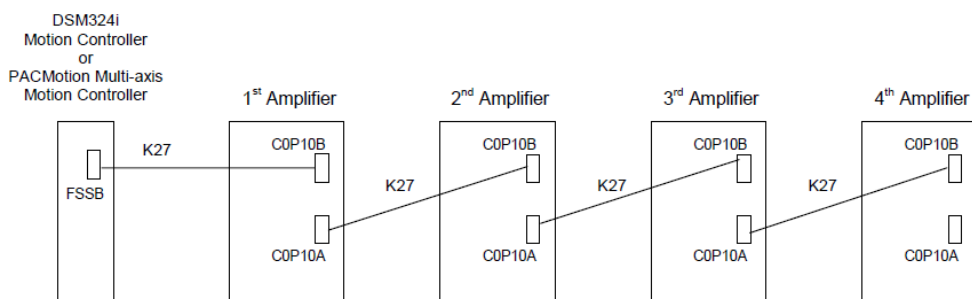 DSM324i
Motion Controller
or
PACMotion Multi-axis
Motion Controller
1st Amplifier
2nd Amplifier
3rd Amplifier
4th Amplifier
K27
FSSB
C0P10B
C0P10A
K27
C0P10B
C0P10A
K27
C0P10B
C0P10A
K27
C0P10B
C0P10A